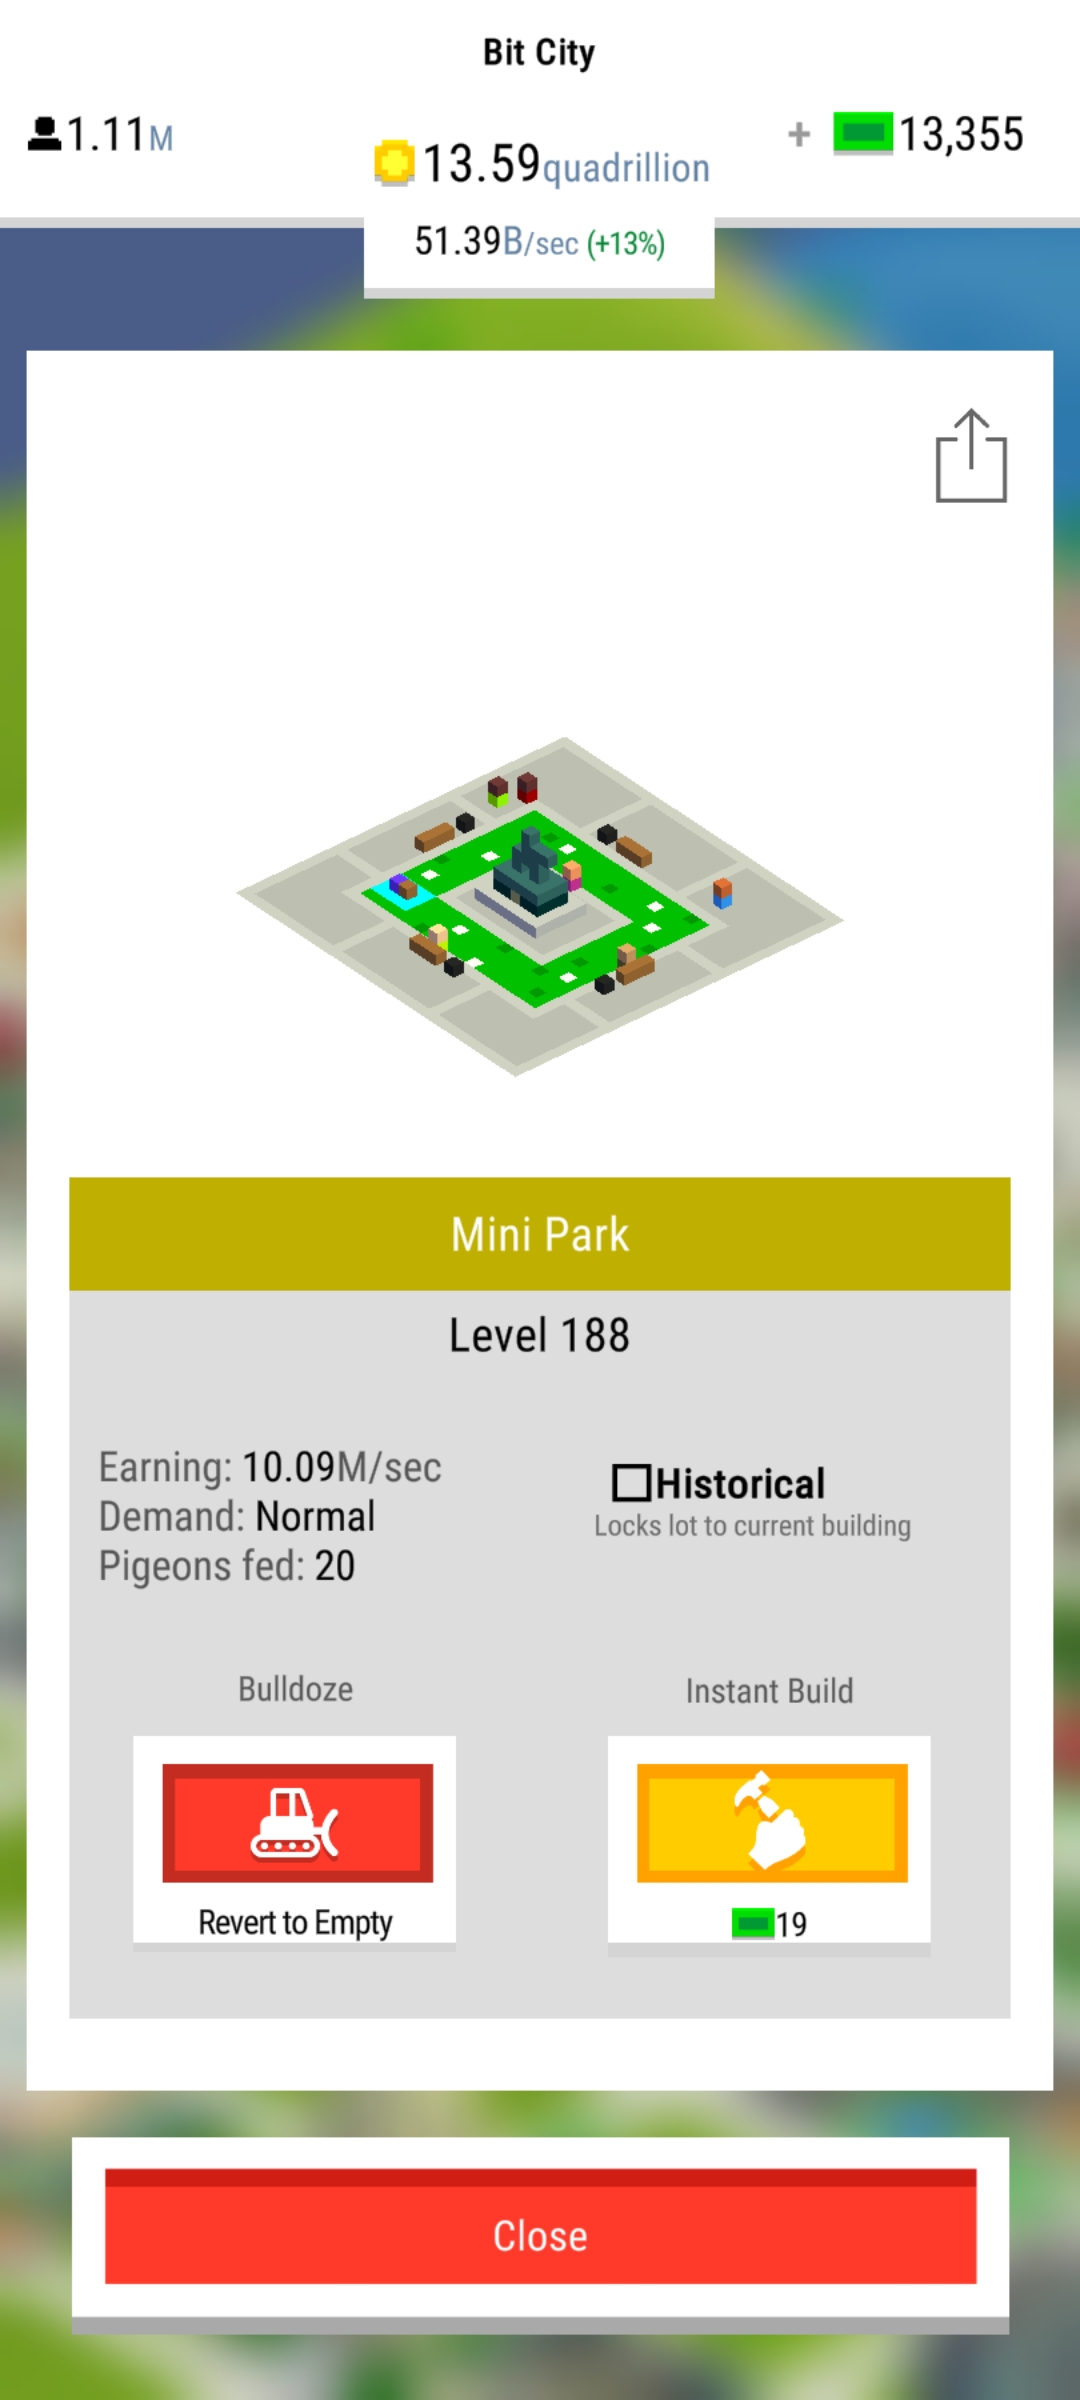 Bit City
1.11M
13.59quadrillion
+ 13,355
51.39B/sec (+13%)
Mini Park
Level 188
Earning: 10.09M/sec
Demand: Normal
Pigeons fed: 20
Historical
Locks lot to current building
Bulldoze
Revert to Empty
Instant Build
19
Close